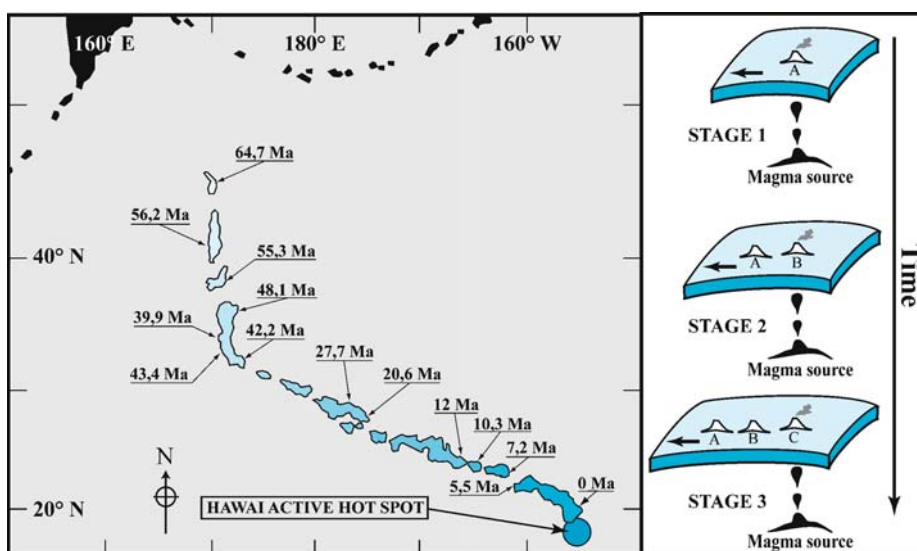 160° E
180° E
160° W
64,7 Ma
56,2 Ma
40° N
55,3 Ma
48,1 Ma
39,9 Ma
42,2 Ma
43,4 Ma
27,7 Ma
20,6 Ma
12 Ma
10,3 Ma
7,2 Ma
5,5 Ma
0 Ma
N
HAWAI ACTIVE HOT SPOT
20° N
A
STAGE 1
Magma source
A B
STAGE 2
Magma source
A B C
STAGE 3
Magma source
Time